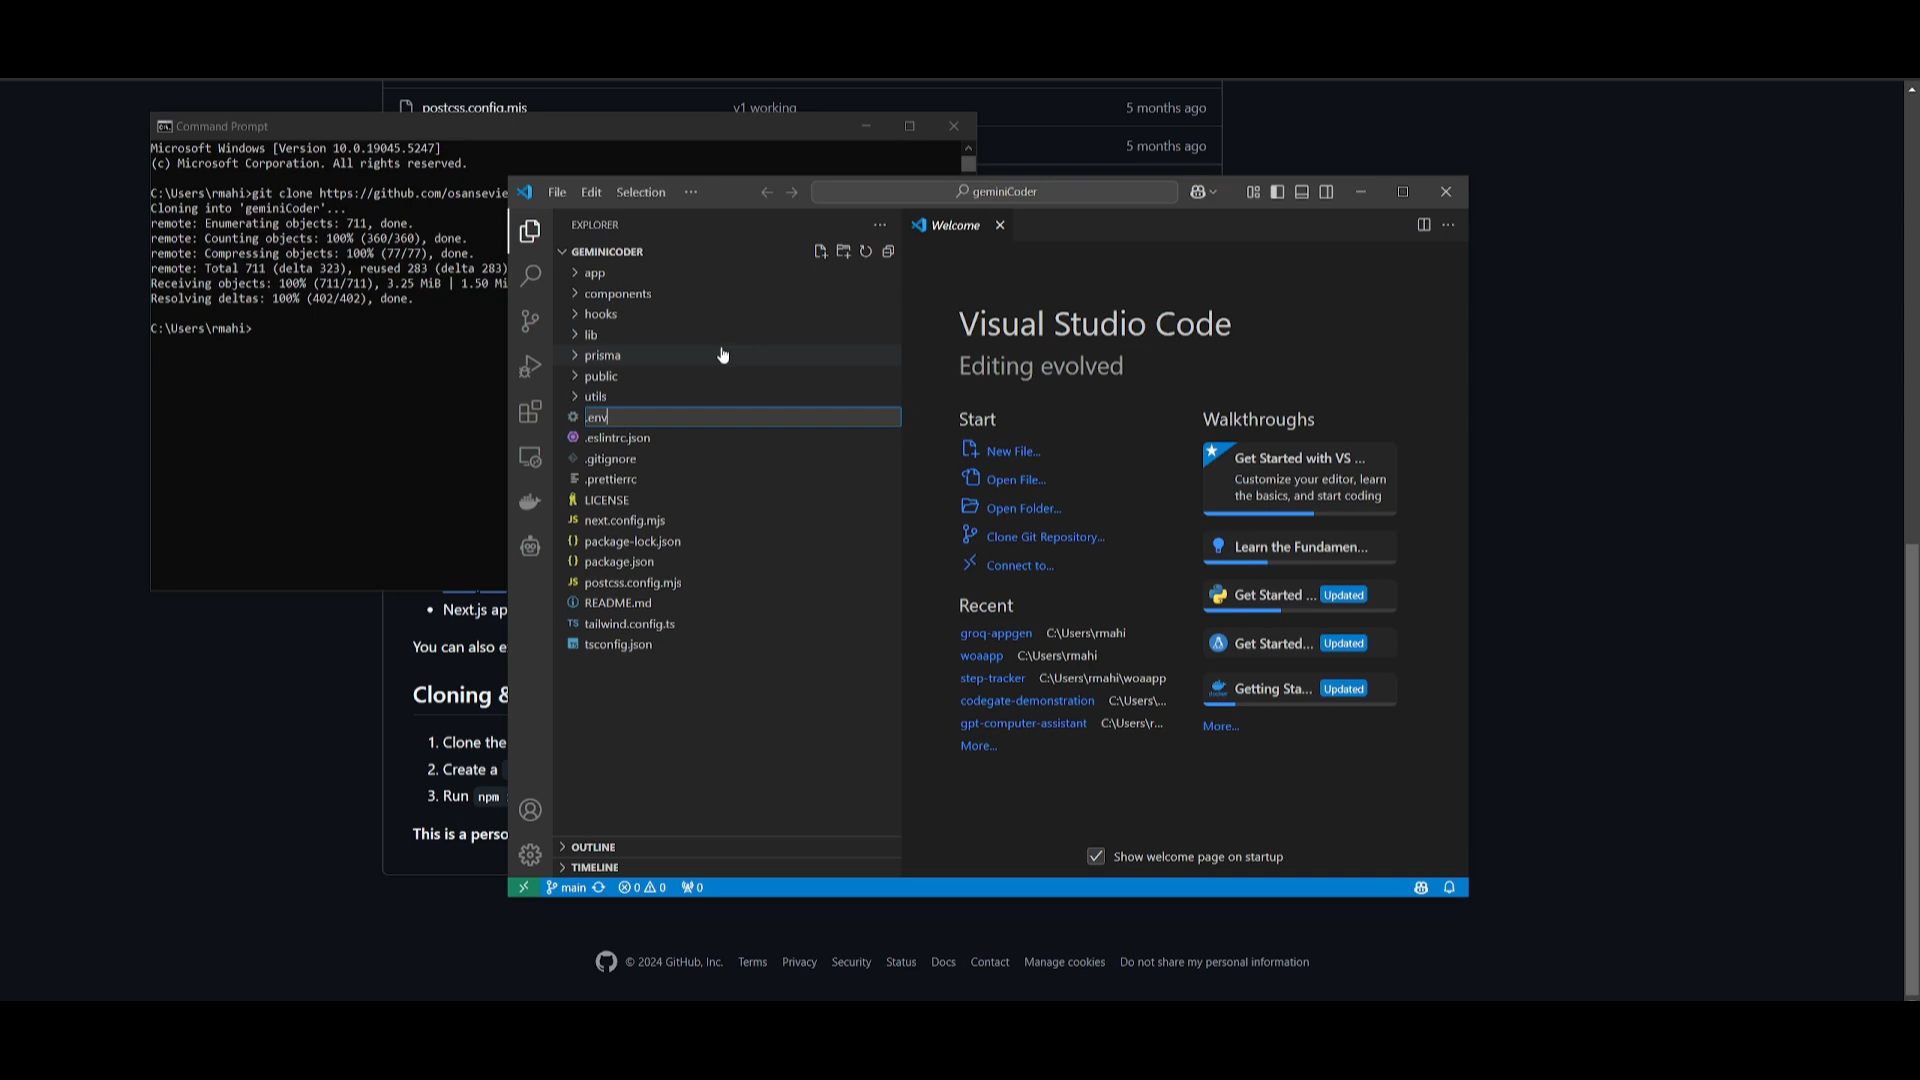 postcss.config.mjs
v1 working
5 months ago
5 months ago
Command Prompt
Microsoft Windows [Version 10.0.19045.5247]
(c) Microsoft Corporation. All rights reserved.
C:\Users\rmahi>git clone https://github.com/osansevie
Cloning into 'geminiCoder'...
remote: Enumerating objects: 711, done.
remote: Counting objects: 100% (360/360), done.
remote: Compressing objects: 100% (77/77), done.
remote: Total 711 (delta 323), reused 283 (delta 283)
Receiving objects: 100% (711/711), 3.25 MiB | 1.50 Mi
Resolving deltas: 100% (402/402), done.
C:\Users\rmahi>
File Edit Selection ···
geminiCoder
EXPLORER
GEMINICODER
app
components
hooks
lib
prisma
public
utils
.env
.eslintrc.json
.gitignore
.prettierrc
LICENSE
next.config.mjs
package-lock.json
package.json
postcss.config.mjs
README.md
tailwind.config.ts
tsconfig.json
OUTLINE
TIMELINE
Welcome
Visual Studio Code
Editing evolved
Start
New File...
Open File...
Open Folder...
Clone Git Repository...
Connect to...
Recent
groq-appgen C:\Users\rmahi
woaapp C:\Users\rmahi
step-tracker C:\Users\rmahi\woaapp
codegate-demonstration C:\Users\...
gpt-computer-assistant C:\Users\r...
More...
Walkthroughs
Get Started with VS ...
Customize your editor, learn
the basics, and start coding
Learn the Fundamen...
Get Started ... Updated
Get Started... Updated
Getting Sta... Updated
More...
Show welcome page on startup
main 0 0 0
• Next.js ap
You can also e
Cloning &
1. Clone the
2. Create a
3. Run npm
This is a perso
© 2024 GitHub, Inc. Terms Privacy Security Status Docs Contact Manage cookies Do not share my personal information